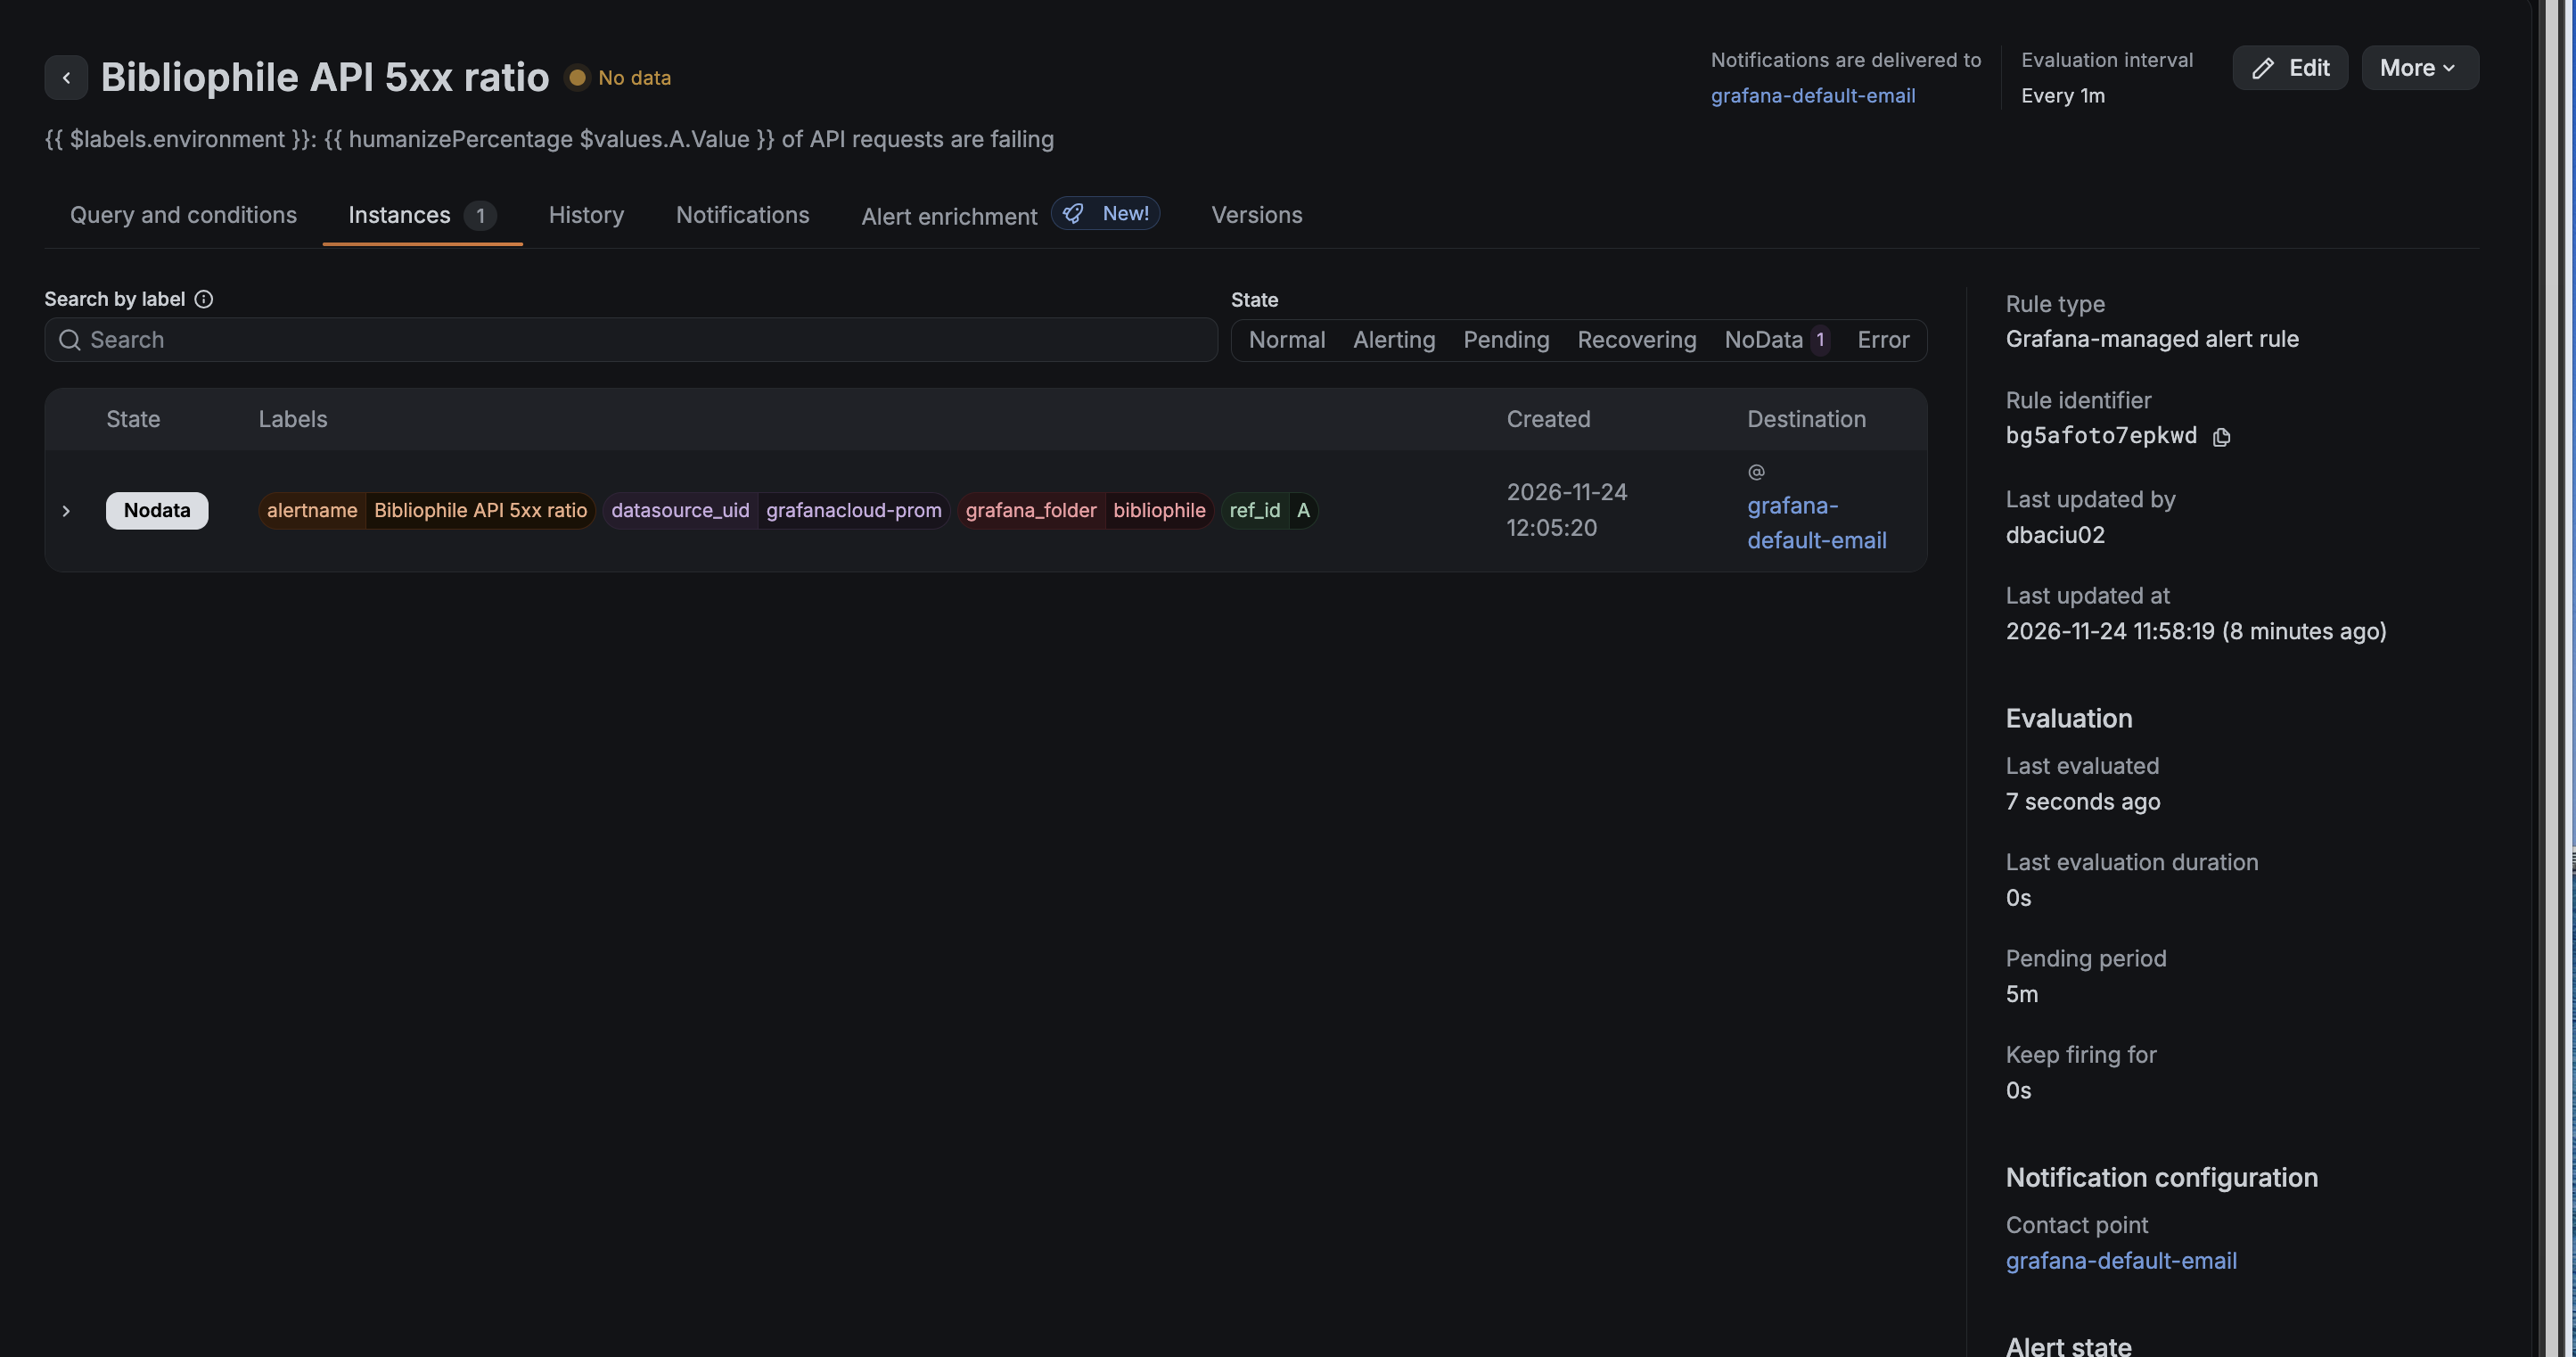 Bibliophile API 5xx ratio No data
Notifications are delivered to
grafana-default-email
Evaluation interval
Every 1m
Edit
More
{{ $labels.environment }}: {{ humanizePercentage $values.A.Value }} of API requests are failing
Query and conditions Instances 1 History Notifications Alert enrichment New! Versions
Search by label
Search
State
Normal Alerting Pending Recovering NoData 1 Error
State Labels Created Destination
Nodata alertname Bibliophile API 5xx ratio datasource_uid grafanacloud-prom grafana_folder bibliophile ref_id A
2026-11-24
12:05:20
@
grafana-
default-email
Rule type
Grafana-managed alert rule
Rule identifier
bg5afoto7epkwd
Last updated by
dbaciu02
Last updated at
2026-11-24 11:58:19 (8 minutes ago)
Evaluation
Last evaluated
7 seconds ago
Last evaluation duration
0s
Pending period
5m
Keep firing for
0s
Notification configuration
Contact point
grafana-default-email
Alert state